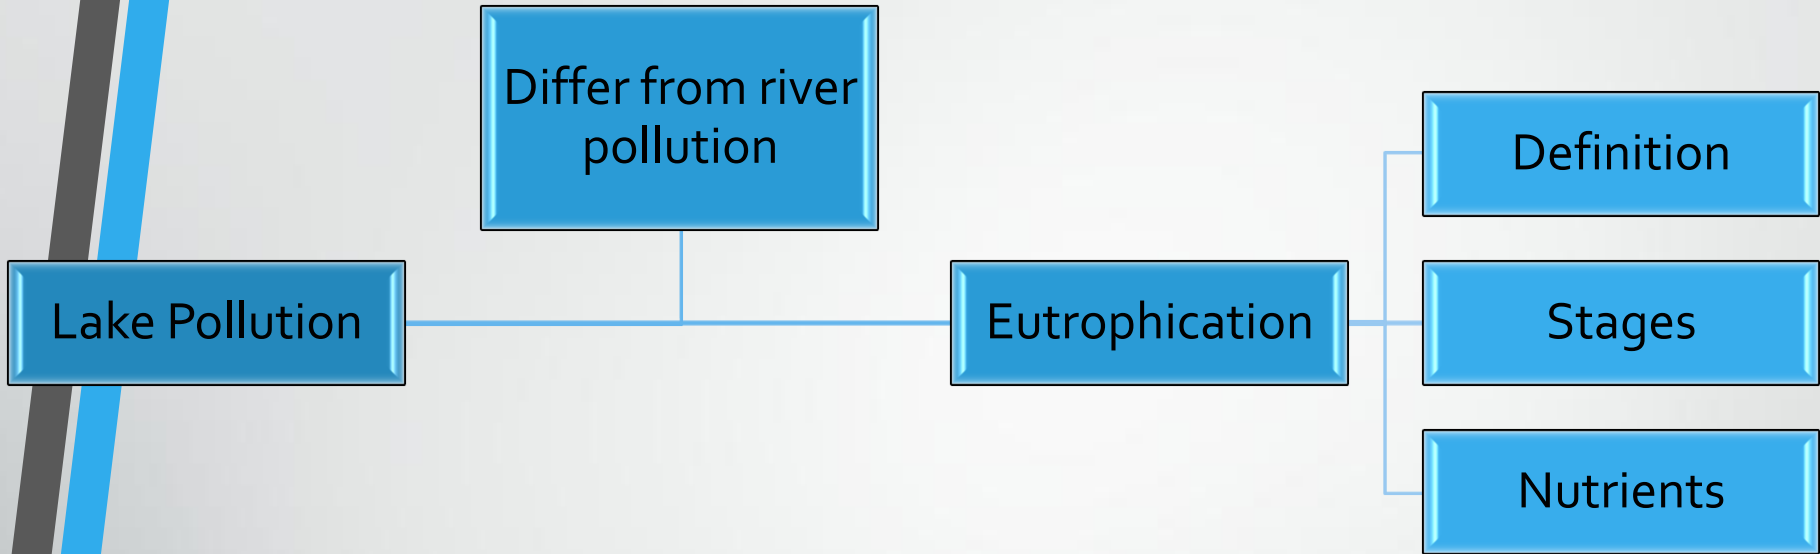 Differ from river
pollution
Lake Pollution
Eutrophication
Definition
Stages
Nutrients